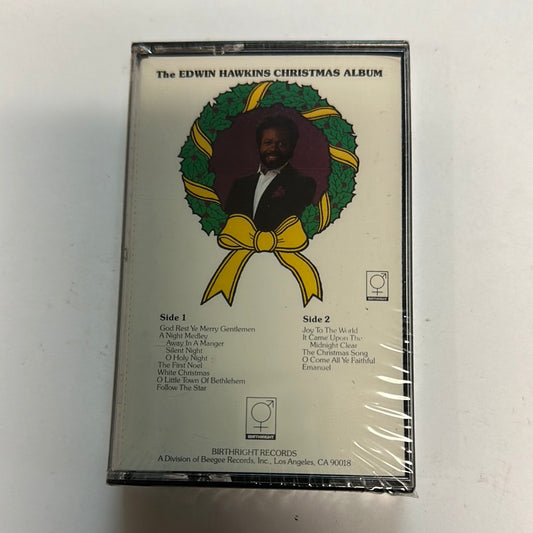 The EDWIN HAWKINS CHRISTMAS ALBUM
BIRTHRIGHT
Side 1
God Rest Ye Merry Gentlemen
A Night Medley
Away In A Manger
Silent Night
O Holy Night
The First Noel
White Christmas
O Little Town Of Bethlehem
Follow The Star
Side 2
Joy To The World
It Came Upon The
Midnight Clear
The Christmas Song
O Come All Ye Faithful
Emanuel
BIRTHRIGHT
BIRTHRIGHT RECORDS
A Division of Beegee Records, Inc., Los Angeles, CA 90018